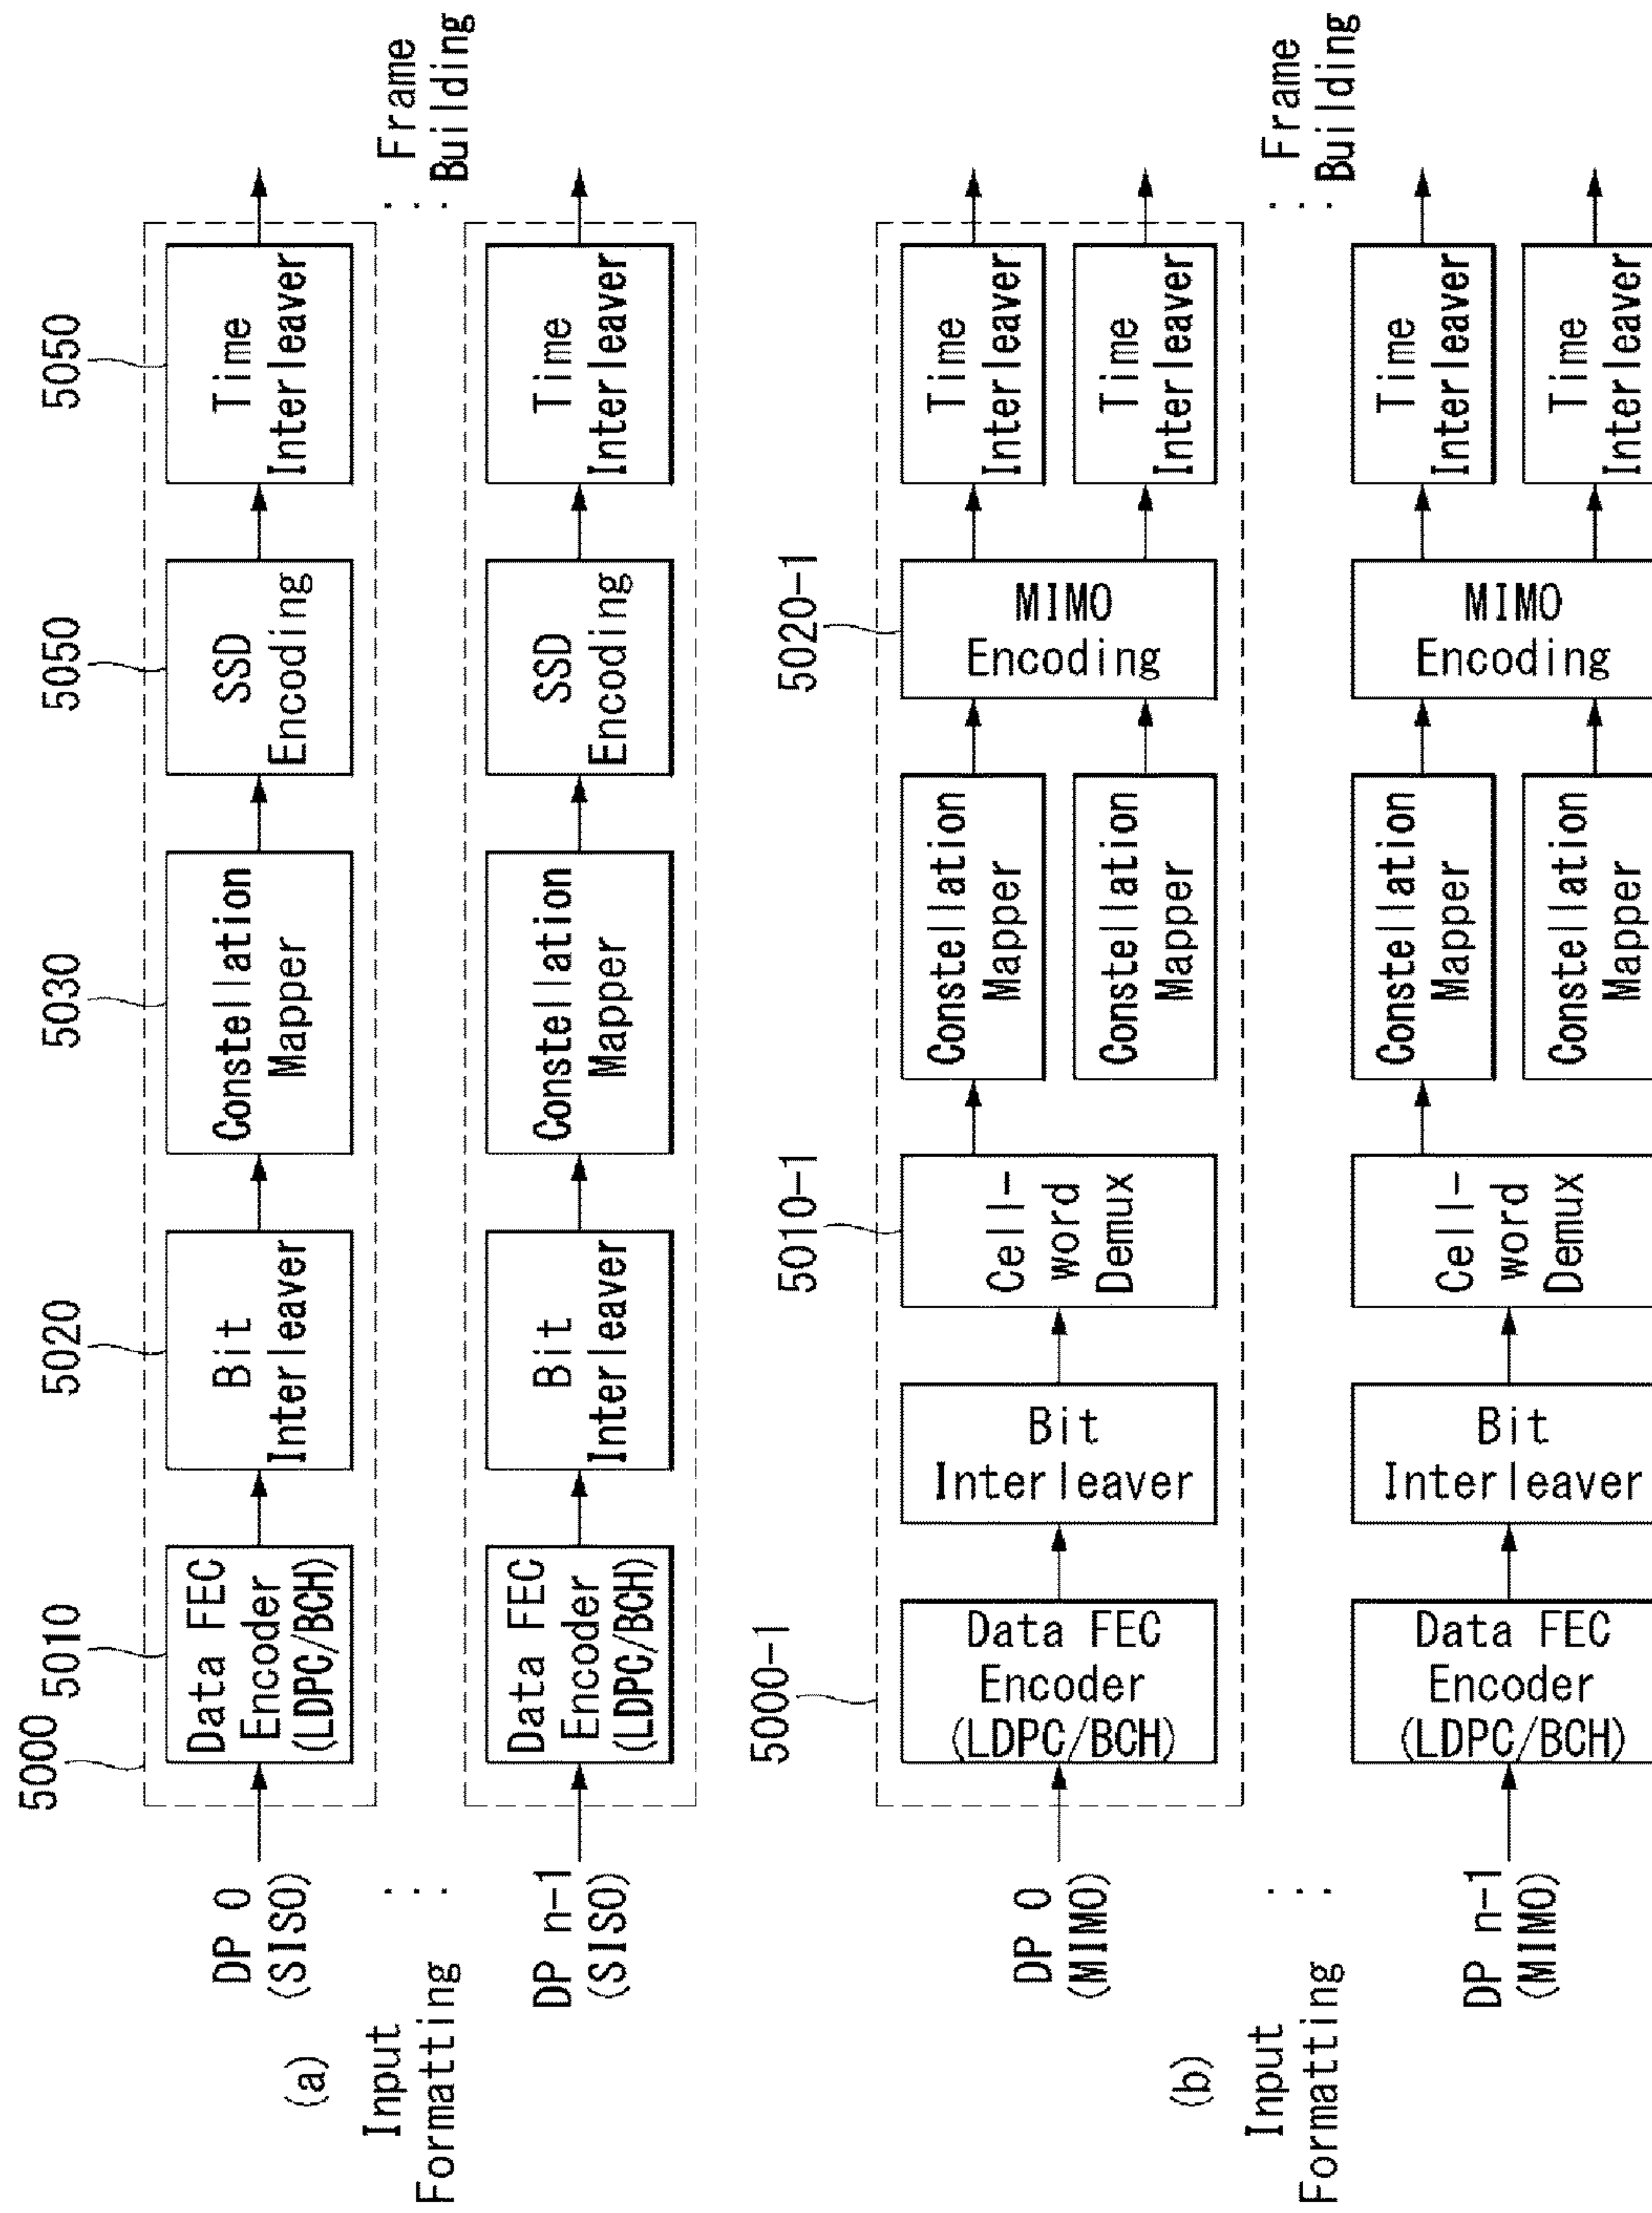 5000
5010
5020
5030
5050
5050
(a)
Input
Formatting
DP 0
(SISO)
Data FEC
Encoder
(LDPC/BCH)
Bit
Interleaver
Constellation
Mapper
SSD
Encoding
Time
Interleaver
...
...
Frame
Building
DP n-1
(SISO)
Data FEC
Encoder
(LDPC/BCH)
Bit
Interleaver
Constellation
Mapper
SSD
Encoding
Time
Interleaver
5000-1
5010-1
5020-1
(b)
Input
Formatting
DP 0
(MIMO)
Data FEC
Encoder
(LDPC/BCH)
Bit
Interleaver
Cell-
word
Demux
Constellation
Mapper
Constellation
Mapper
MIMO
Encoding
Time
Interleaver
Time
Interleaver
...
...
Frame
Building
DP n-1
(MIMO)
Data FEC
Encoder
(LDPC/BCH)
Bit
Interleaver
Cell-
word
Demux
Constellation
Mapper
Constellation
Mapper
MIMO
Encoding
Time
Interleaver
Time
Interleaver